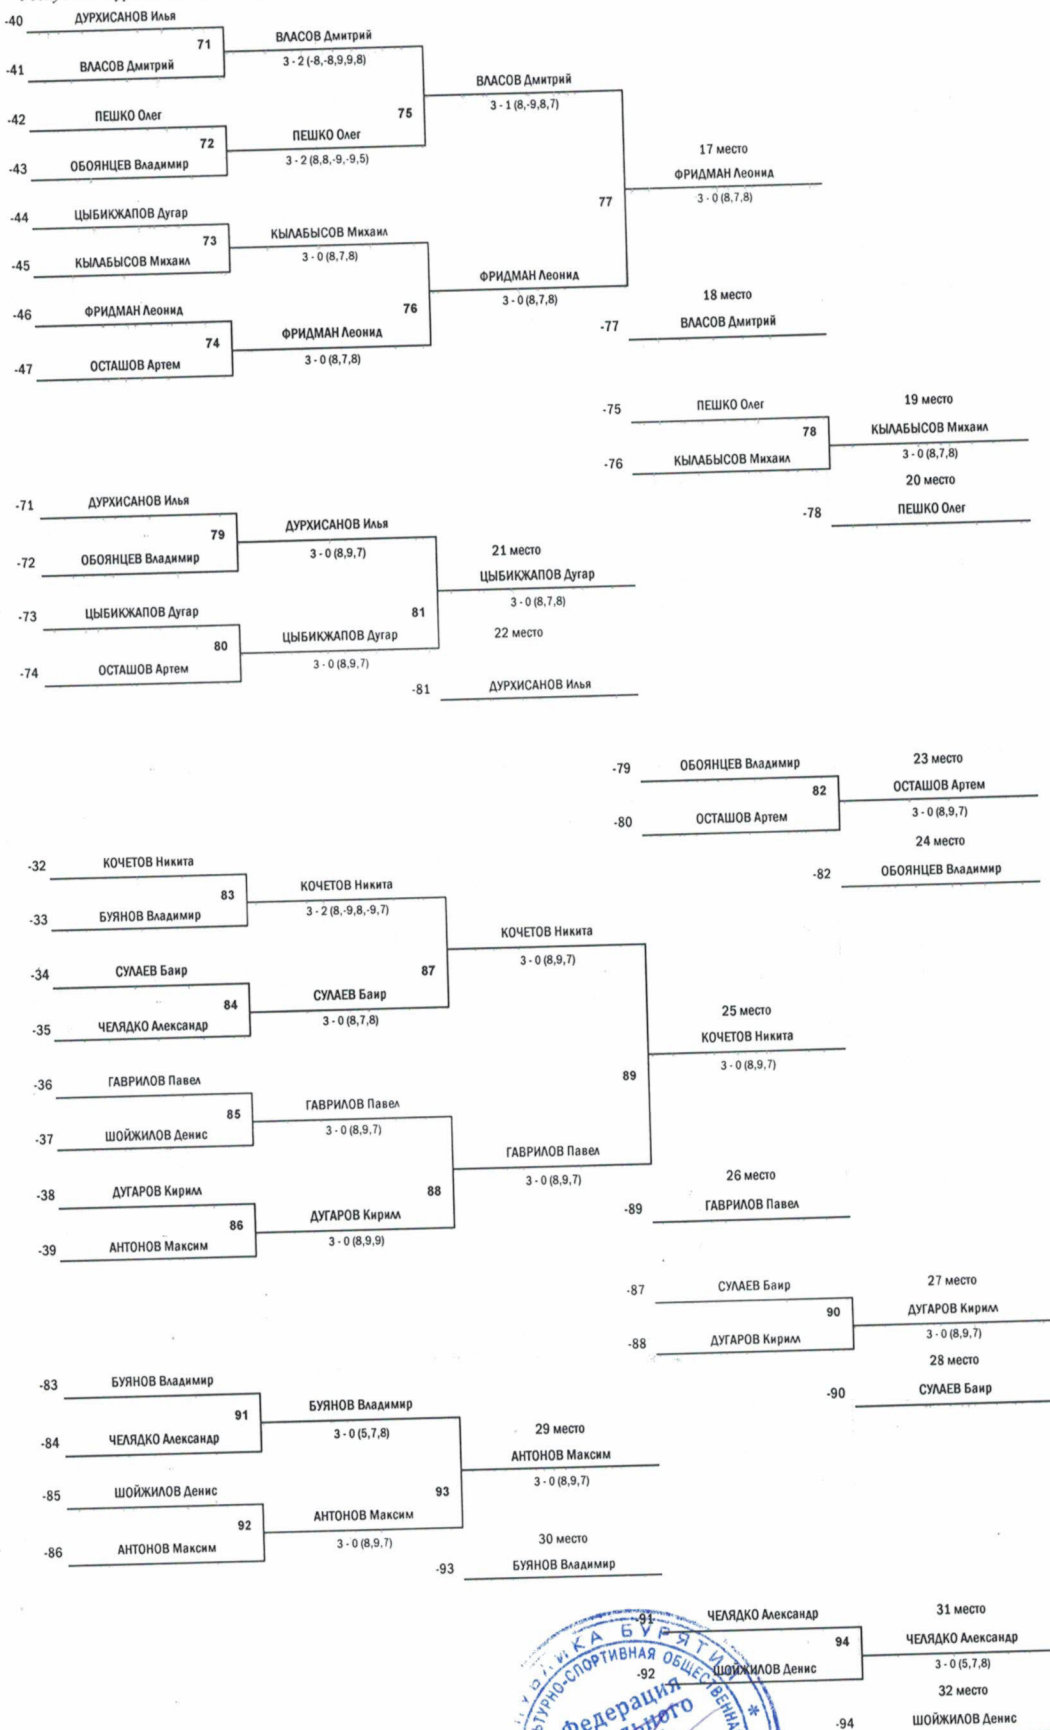 -40 ДУРХИСАНОВ Илья
71
-41 ВЛАСОВ Дмитрий
ВЛАСОВ Дмитрий
3 - 2 (-8,-8,9,9,8)
-42 ПЕШКО Олег
72
-43 ОБОЯНЦЕВ Владимир
ПЕШКО Олег
3 - 2 (8,8,-9,-9,5)
75
ВЛАСОВ Дмитрий
3 - 1 (8,-9,8,7)
-44 ЦЫБИКЖАПОВ Дугар
73
-45 КЫЛАБЫСОВ Михаил
КЫЛАБЫСОВ Михаил
3 - 0 (8,7,8)
-46 ФРИДМАН Леонид
74
-47 ОСТАШОВ Артем
ФРИДМАН Леонид
3 - 0 (8,7,8)
76
ФРИДМАН Леонид
3 - 0 (8,7,8)
77
17 место
ФРИДМАН Леонид
3 - 0 (8,7,8)
18 место
-77 ВЛАСОВ Дмитрий
-75 ПЕШКО Олег
78
-76 КЫЛАБЫСОВ Михаил
19 место
КЫЛАБЫСОВ Михаил
3 - 0 (8,7,8)
20 место
-78 ПЕШКО Олег
-71 ДУРХИСАНОВ Илья
79
-72 ОБОЯНЦЕВ Владимир
ДУРХИСАНОВ Илья
3 - 0 (8,9,7)
-73 ЦЫБИКЖАПОВ Дугар
80
-74 ОСТАШОВ Артем
ЦЫБИКЖАПОВ Дугар
3 - 0 (8,9,7)
81
21 место
ЦЫБИКЖАПОВ Дугар
3 - 0 (8,7,8)
22 место
-81 ДУРХИСАНОВ Илья
-79 ОБОЯНЦЕВ Владимир
82
-80 ОСТАШОВ Артем
23 место
ОСТАШОВ Артем
3 - 0 (8,9,7)
24 место
-82 ОБОЯНЦЕВ Владимир
-32 КОЧЕТОВ Никита
83
-33 БУЯНОВ Владимир
КОЧЕТОВ Никита
3 - 2 (8,-9,8,-9,7)
-34 СУЛАЕВ Баир
84
-35 ЧЕЛЯДКО Александр
СУЛАЕВ Баир
3 - 0 (8,7,8)
87
КОЧЕТОВ Никита
3 - 0 (8,9,7)
-36 ГАВРИЛОВ Павел
85
-37 ШОЙЖИЛОВ Денис
ГАВРИЛОВ Павел
3 - 0 (8,9,7)
-38 ДУГАРОВ Кирилл
86
-39 АНТОНОВ Максим
ДУГАРОВ Кирилл
3 - 0 (8,9,9)
88
ГАВРИЛОВ Павел
3 - 0 (8,9,7)
89
25 место
КОЧЕТОВ Никита
3 - 0 (8,9,7)
26 место
-89 ГАВРИЛОВ Павел
-87 СУЛАЕВ Баир
90
-88 ДУГАРОВ Кирилл
27 место
ДУГАРОВ Кирилл
3 - 0 (8,9,7)
28 место
-90 СУЛАЕВ Баир
-83 БУЯНОВ Владимир
91
-84 ЧЕЛЯДКО Александр
БУЯНОВ Владимир
3 - 0 (5,7,8)
-85 ШОЙЖИЛОВ Денис
92
-86 АНТОНОВ Максим
АНТОНОВ Максим
3 - 0 (8,9,7)
93
29 место
АНТОНОВ Максим
3 - 0 (8,9,7)
30 место
-93 БУЯНОВ Владимир
-91 ЧЕЛЯДКО Александр
94
-92 ШОЙЖИЛОВ Денис
31 место
ЧЕЛЯДКО Александр
3 - 0 (5,7,8)
32 место
-94 ШОЙЖИЛОВ Денис
БУРЯТИЯ *
СПОРТИВНАЯ
Федерация